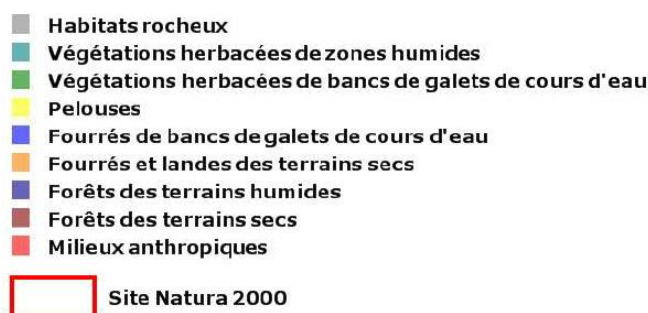 Habitats rocheux
Végétations herbacées de zones humides
Végétations herbacées de bancs de galets de cours d'eau
Pelouses
Fourrés de bancs de galets de cours d'eau
Fourrés et landes des terrains secs
Forêts des terrains humides
Forêts des terrains secs
Milieux anthropiques
Site Natura 2000